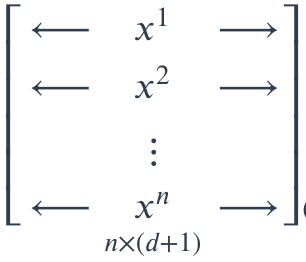 ⟵ x¹ ⟶
⟵ x² ⟶
⋮
⟵ xⁿ ⟶
n×(d+1)